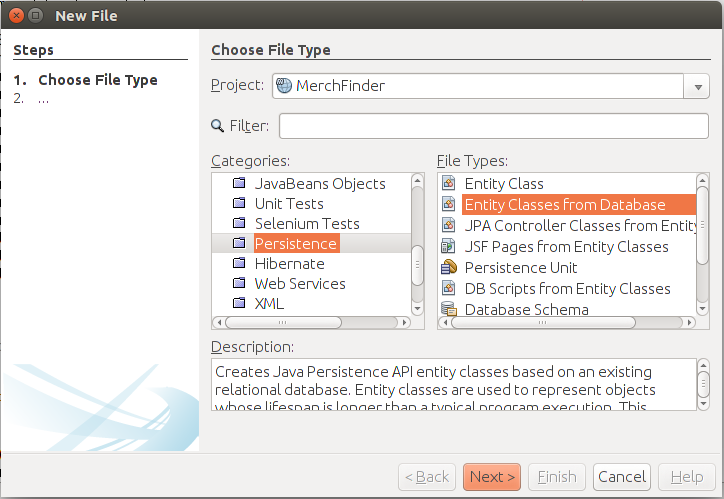 New File
Steps
1. Choose File Type
2. ...
Choose File Type
Project: MerchFinder
Filter:
Categories:
JavaBeans Objects
Unit Tests
Selenium Tests
Persistence
Hibernate
Web Services
XML
File Types:
Entity Class
Entity Classes from Database
JPA Controller Classes from Entity
JSF Pages from Entity Classes
Persistence Unit
DB Scripts from Entity Classes
Database Schema
Description:
Creates Java Persistence API entity classes based on an existing
relational database. Entity classes are used to represent objects
whose lifespan is longer than a typical program execution. This
< Back Next > Finish Cancel Help